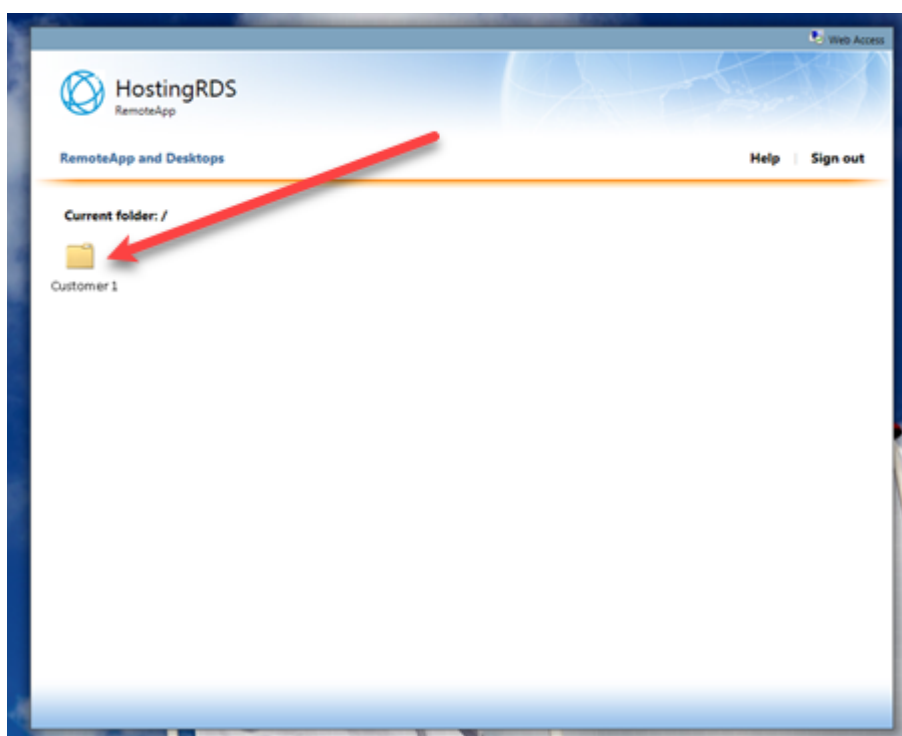 Web Access
HostingRDS
RemoteApp
RemoteApp and Desktops
Help | Sign out
Current folder: /
Customer 1